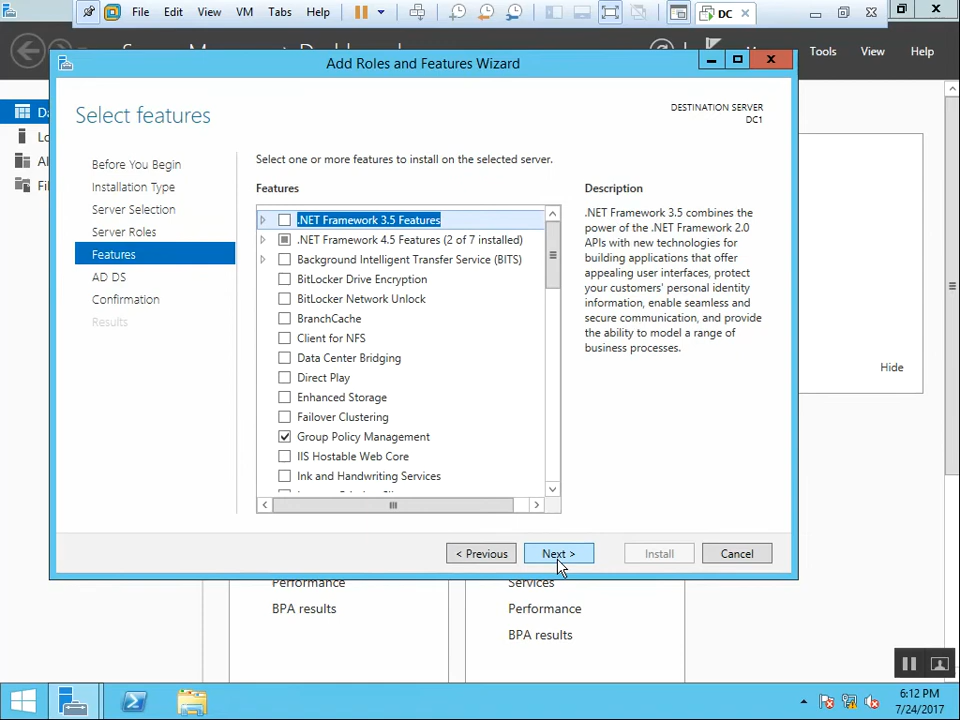 File Edit View VM Tabs Help DC
Tools View Help
Add Roles and Features Wizard
Select features
DESTINATION SERVER
DC1
Before You Begin
Installation Type
Server Selection
Server Roles
Features
AD DS
Confirmation
Results
Select one or more features to install on the selected server.
Features
.NET Framework 3.5 Features
.NET Framework 4.5 Features (2 of 7 installed)
Background Intelligent Transfer Service (BITS)
BitLocker Drive Encryption
BitLocker Network Unlock
BranchCache
Client for NFS
Data Center Bridging
Direct Play
Enhanced Storage
Failover Clustering
Group Policy Management
IIS Hostable Web Core
Ink and Handwriting Services
Description
.NET Framework 3.5 combines the
power of the .NET Framework 2.0
APIs with new technologies for
building applications that offer
appealing user interfaces, protect
your customers' personal identity
information, enable seamless and
secure communication, and provide
the ability to model a range of
business processes.
Hide
< Previous
Next >
Install
Cancel
Performance
BPA results
Services
Performance
BPA results
6:12 PM
7/24/2017